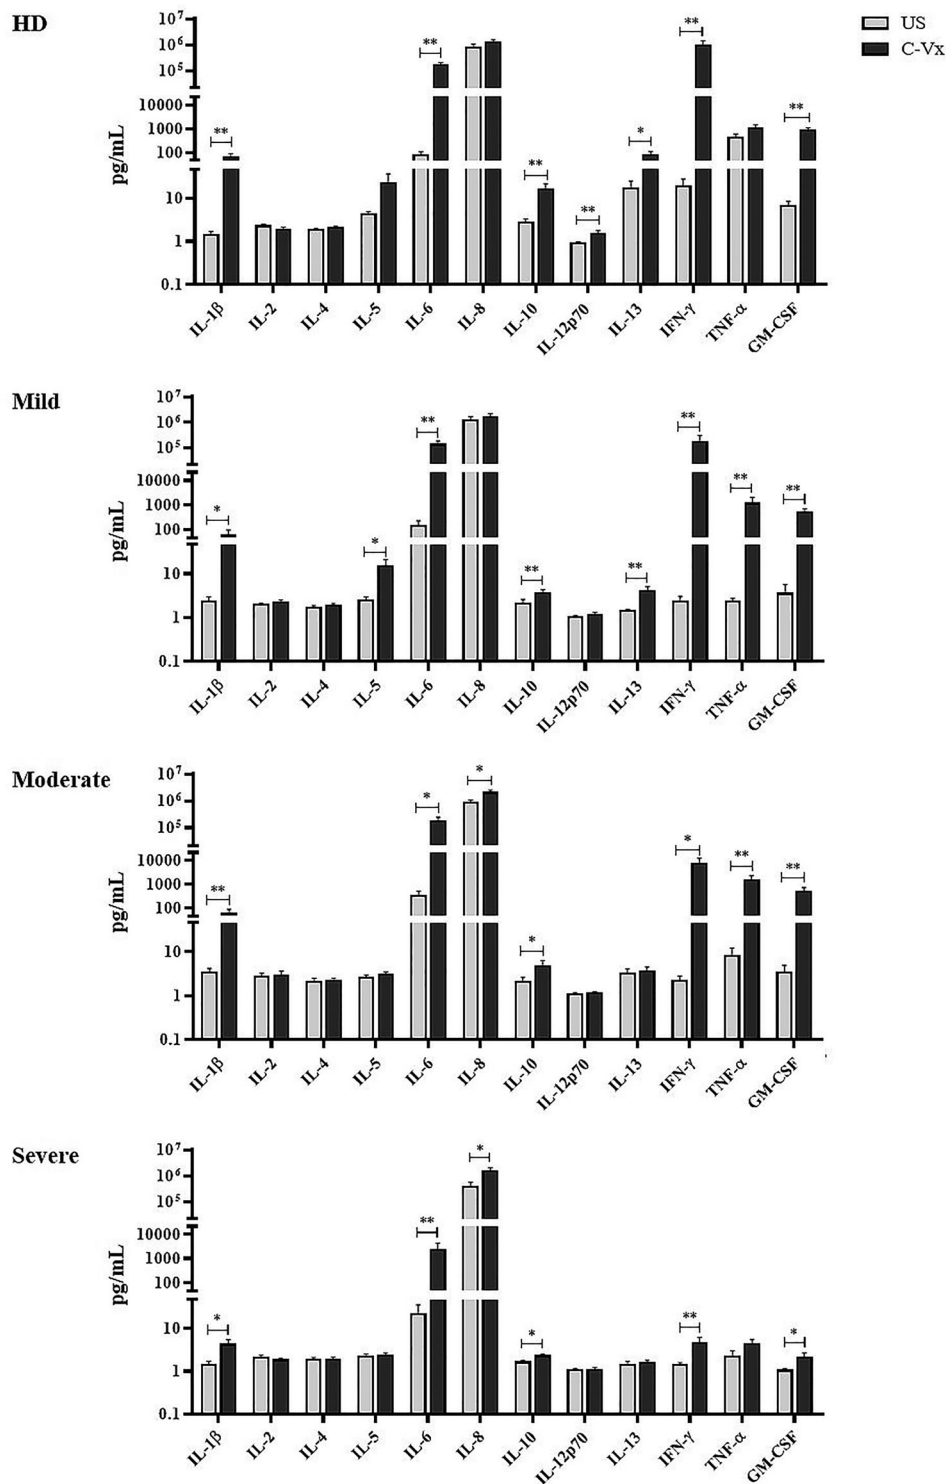 HD
US
C-Vx
pg/mL
10⁷
10⁶
10⁵
10000
1000
100
10
1
0.1
**
**
**
**
*
**
**
IL-1β
IL-2
IL-4
IL-5
IL-6
IL-8
IL-10
IL-12p70
IL-13
IFN-γ
TNF-α
GM-CSF
Mild
pg/mL
10⁷
10⁶
10⁵
10000
1000
100
10
1
0.1
*
*
**
**
**
**
**
**
IL-1β
IL-2
IL-4
IL-5
IL-6
IL-8
IL-10
IL-12p70
IL-13
IFN-γ
TNF-α
GM-CSF
Moderate
pg/mL
10⁷
10⁶
10⁵
10000
1000
100
10
1
0.1
**
*
*
*
*
**
**
IL-1β
IL-2
IL-4
IL-5
IL-6
IL-8
IL-10
IL-12p70
IL-13
IFN-γ
TNF-α
GM-CSF
Severe
pg/mL
10⁷
10⁶
10⁵
10000
1000
100
10
1
0.1
*
**
*
*
**
*
IL-1β
IL-2
IL-4
IL-5
IL-6
IL-8
IL-10
IL-12p70
IL-13
IFN-γ
TNF-α
GM-CSF